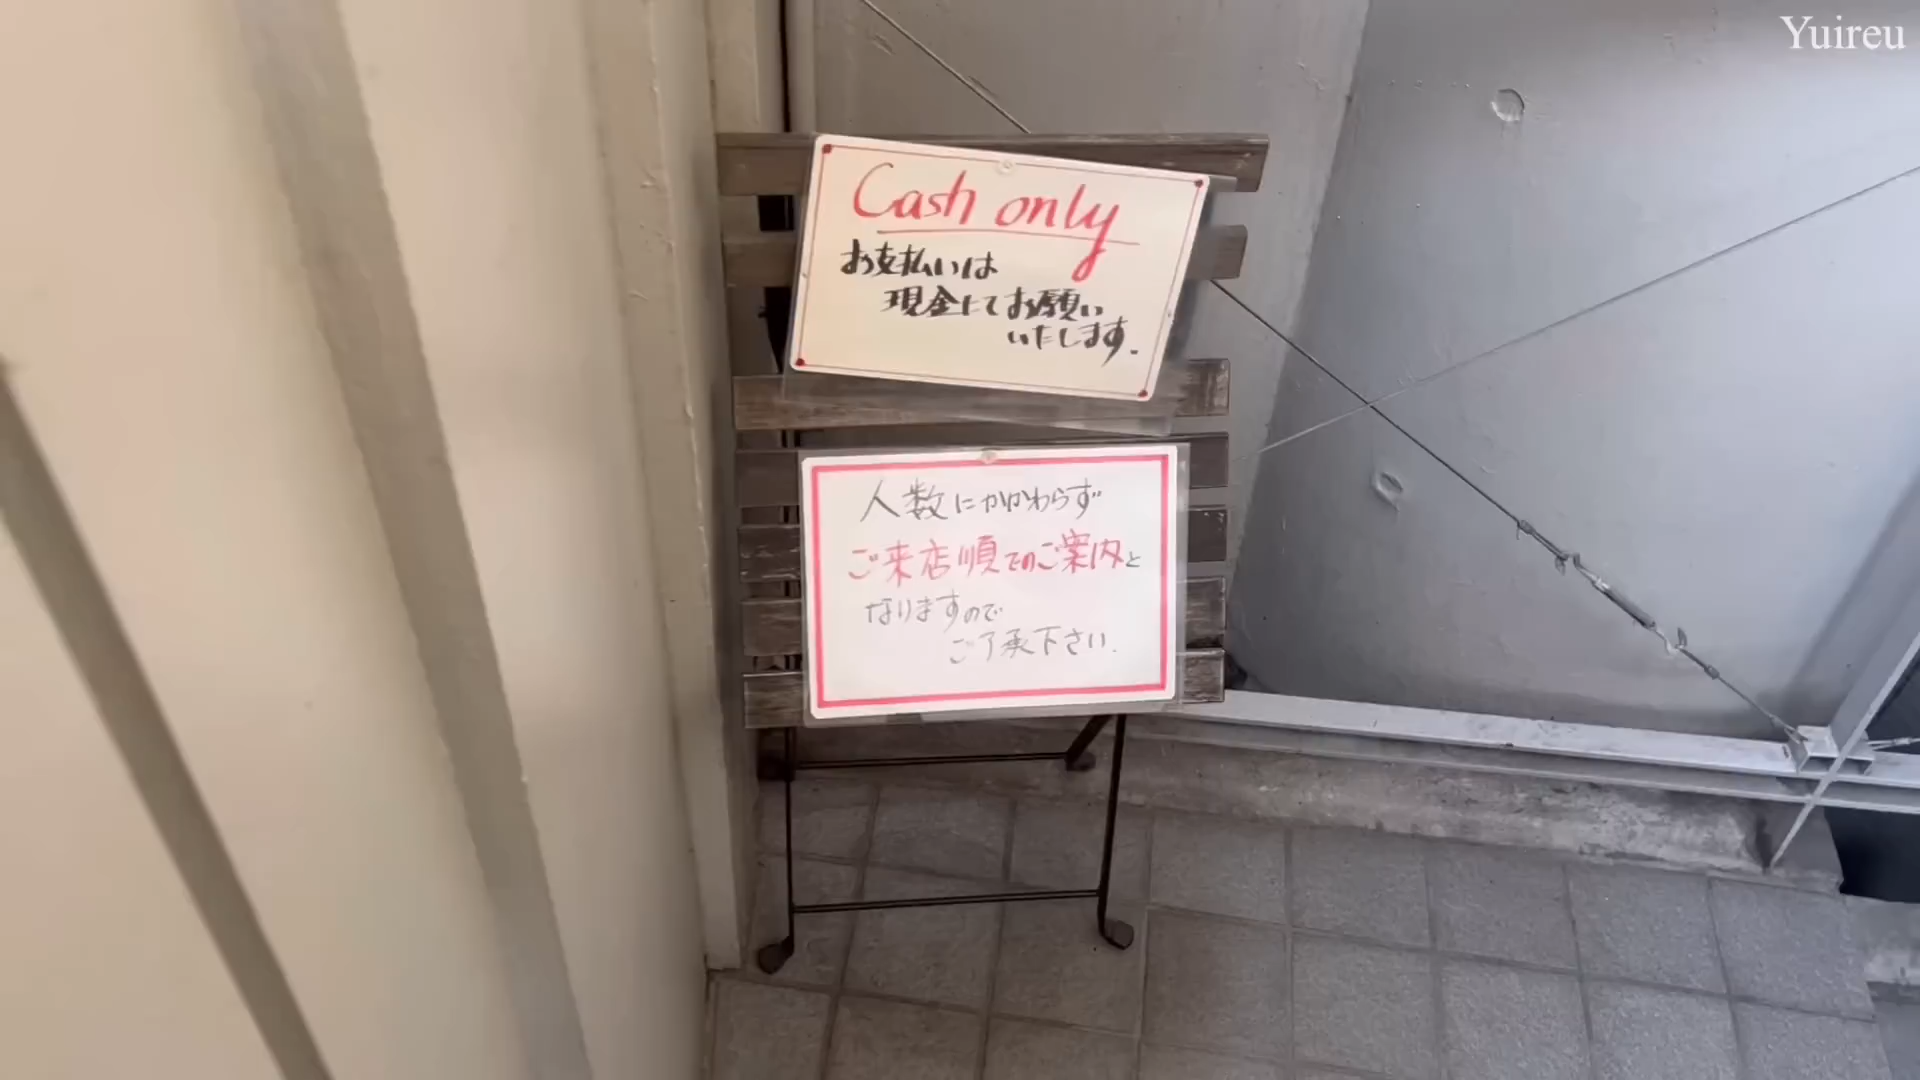 Yuireu
Cash only
お支払いは
現金にてお願い
いたします.
人数にかかわらず
ご来店順でのご案内と
なりますので
ご了承下さい.